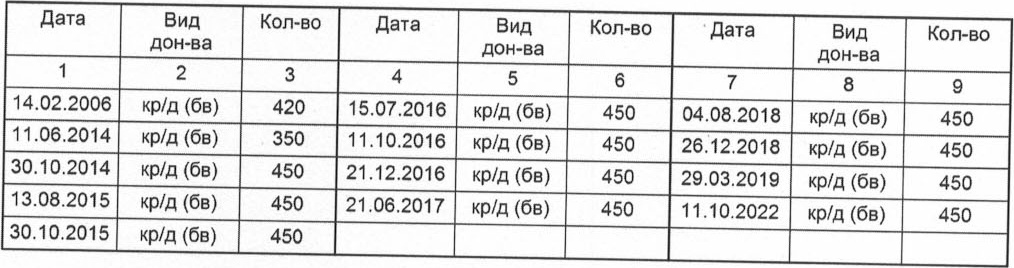 Дата Вид дон-ва Кол-во Дата Вид дон-ва Кол-во Дата Вид дон-ва Кол-во
1 2 3 4 5 6 7 8 9
14.02.2006 кр/д (бв) 420 15.07.2016 кр/д (бв) 450 04.08.2018 кр/д (бв) 450
11.06.2014 кр/д (бв) 350 11.10.2016 кр/д (бв) 450 26.12.2018 кр/д (бв) 450
30.10.2014 кр/д (бв) 450 21.12.2016 кр/д (бв) 450 29.03.2019 кр/д (бв) 450
13.08.2015 кр/д (бв) 450 21.06.2017 кр/д (бв) 450 11.10.2022 кр/д (бв) 450
30.10.2015 кр/д (бв) 450